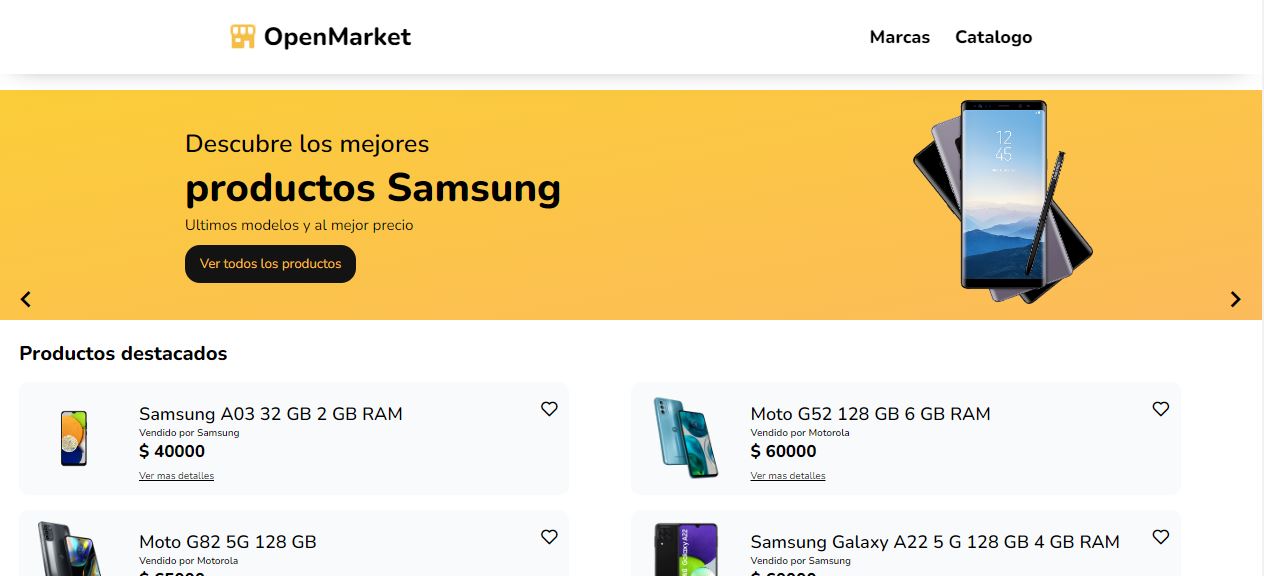 OpenMarket
Marcas Catalogo
Descubre los mejores
productos Samsung
Ultimos modelos y al mejor precio
Ver todos los productos
12
45
Productos destacados
Samsung A03 32 GB 2 GB RAM
Vendido por Samsung
$ 40000
Ver mas detalles
Moto G52 128 GB 6 GB RAM
Vendido por Motorola
$ 60000
Ver mas detalles
Moto G82 5G 128 GB
Vendido por Motorola
Samsung Galaxy A22 5 G 128 GB 4 GB RAM
Vendido por Samsung
Galaxy A22